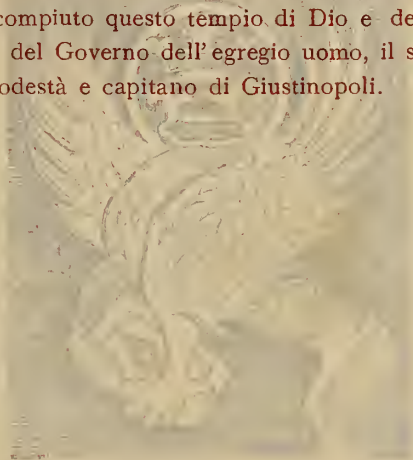 compiuto questo tempio di Dio e de
del Governo dell' egregio uomo, il s
odestà e capitano di Giustinopoli.